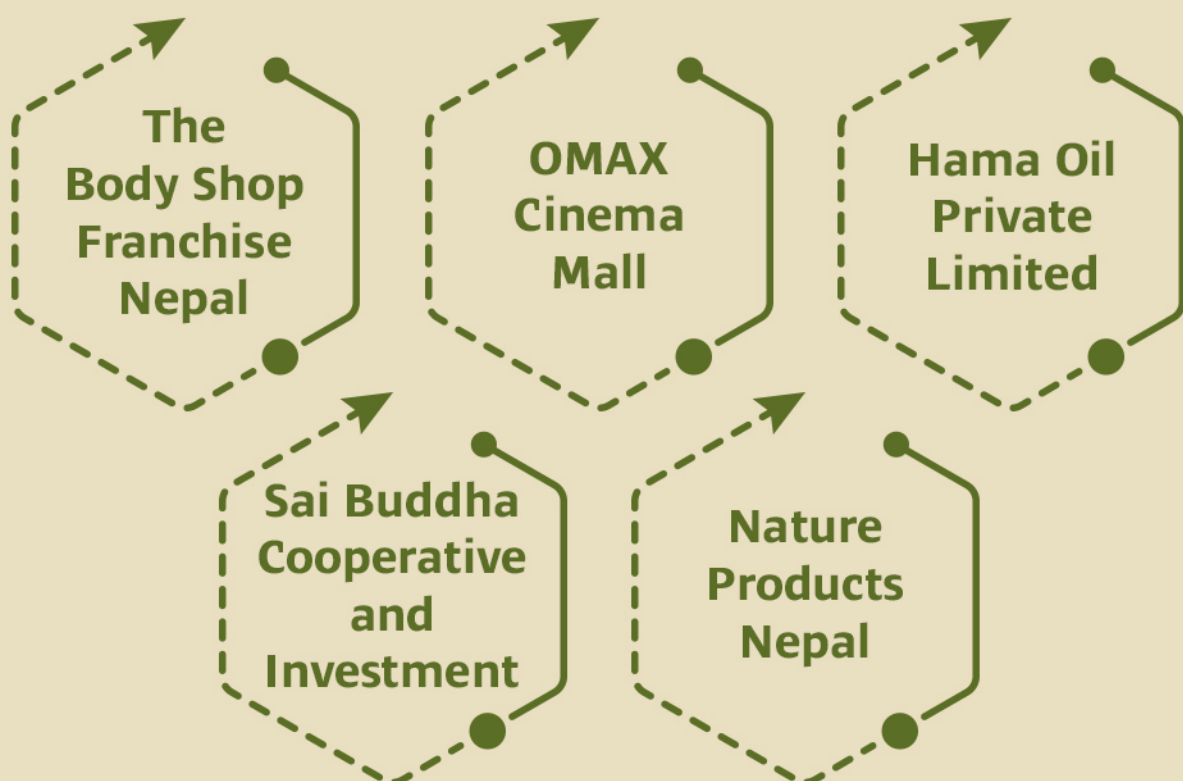 The
Body Shop
Franchise
Nepal
OMAX
Cinema
Mall
Hama Oil
Private
Limited
Sai Buddha
Cooperative
and
Investment
Nature
Products
Nepal